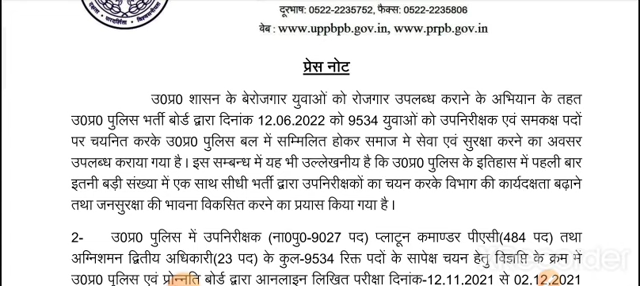 दूरभाष: 0522-2235752, फैक्स: 0522-2235806
वेब : www.uppbpb.gov.in, www.prpb.gov.in
प्रेस नोट
उ0प्र0 शासन के बेरोजगार युवाओं को रोजगार उपलब्ध कराने के अभियान के तहत
उ0प्र0 पुलिस भर्ती बोर्ड द्वारा दिनांक 12.06.2022 को 9534 युवाओं को उपनिरीक्षक एवं समकक्ष पदों
पर चयनित करके उ0प्र0 पुलिस बल में सम्मिलित होकर समाज मे सेवा एवं सुरक्षा करने का अवसर
उपलब्ध कराया गया है। इस सम्बन्ध में यह भी उल्लेखनीय है कि उ0प्र0 पुलिस के इतिहास में पहली बार
इतनी बड़ी संख्या में एक साथ सीधी भर्ती द्वारा उपनिरीक्षकों का चयन करके विभाग की कार्यदक्षता बढ़ाने
तथा जनसुरक्षा की भावना विकसित करने का प्रयास किया गया है।
2- उ0प्र0 पुलिस में उपनिरीक्षक (ना0पु0-9027 पद) प्लाटून कमाण्डर पीएसी(484 पद) तथा
अग्निशमन द्वितीय अधिकारी(23 पद) के कुल-9534 रिक्त पदों के सापेक्ष चयन हेतु विज्ञप्ति के क्रम में
उ0प्र0 पुलिस एवं प्रोन्नति बोर्ड द्वारा आनलाइन लिखित परीक्षा दिनांक-12.11.2021 से 02.12.2021